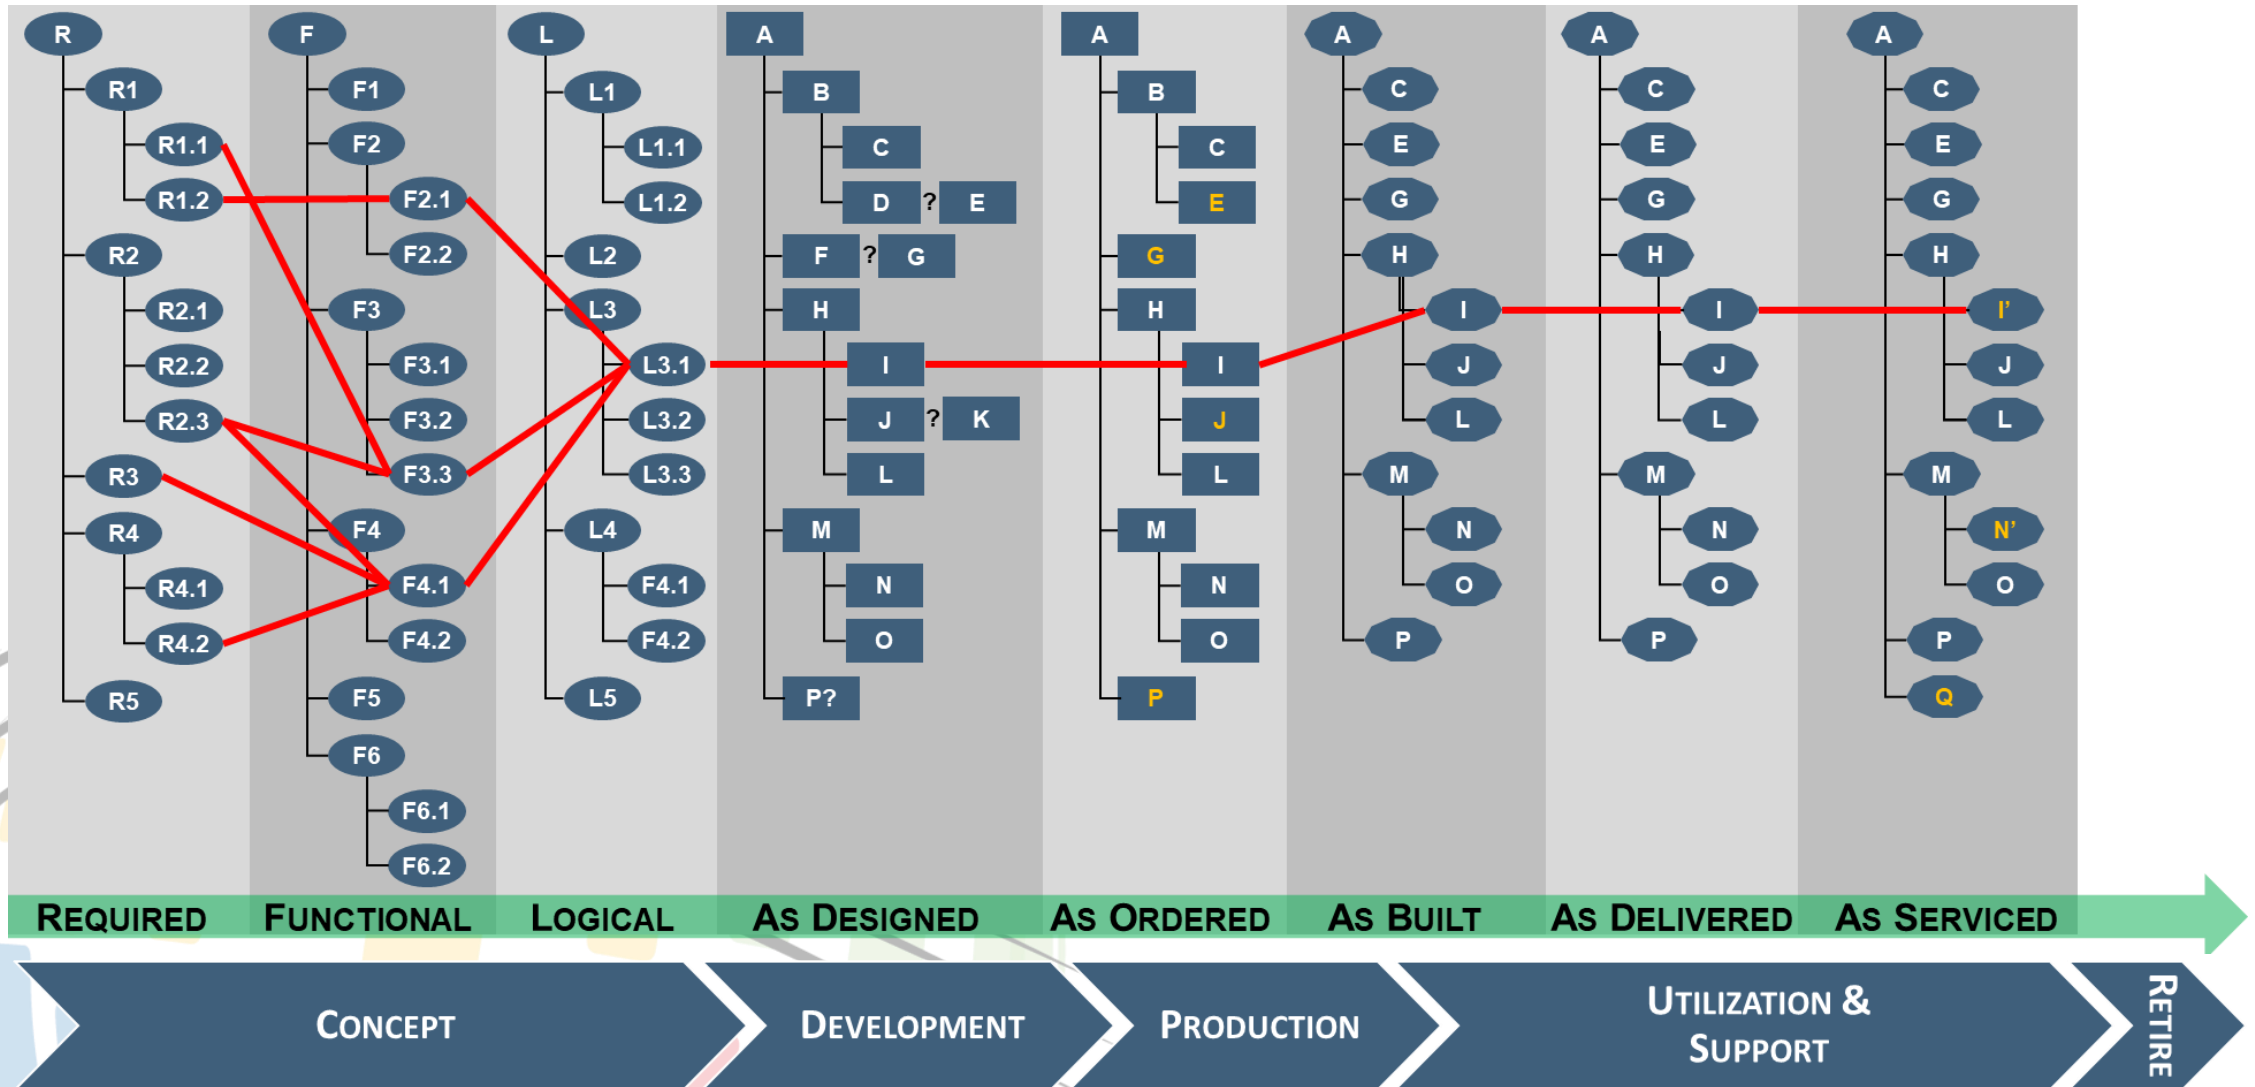 R
R1
R1.1
R1.2
R2
R2.1
R2.2
R2.3
R3
R4
R4.1
R4.2
R5
F
F1
F2
F2.1
F2.2
F3
F3.1
F3.2
F3.3
F4
F4.1
F4.2
F5
F6
F6.1
F6.2
L
L1
L1.1
L1.2
L2
L3
L3.1
L3.2
L3.3
L4
F4.1
F4.2
L5
A
B
C
D ? E
F ? G
H
I
J ? K
L
M
N
O
P?
A
B
C
E
G
H
I
J
L
M
N
O
P
A
C
E
G
H
I
J
L
M
N
O
P
A
C
E
G
H
I
J
L
M
N
O
P
A
C
E
G
H
I'
J
L
M
N'
O
P
Q
REQUIRED
FUNCTIONAL
LOGICAL
AS DESIGNED
AS ORDERED
AS BUILT
AS DELIVERED
AS SERVICED
CONCEPT
DEVELOPMENT
PRODUCTION
UTILIZATION &
SUPPORT
RETIRE